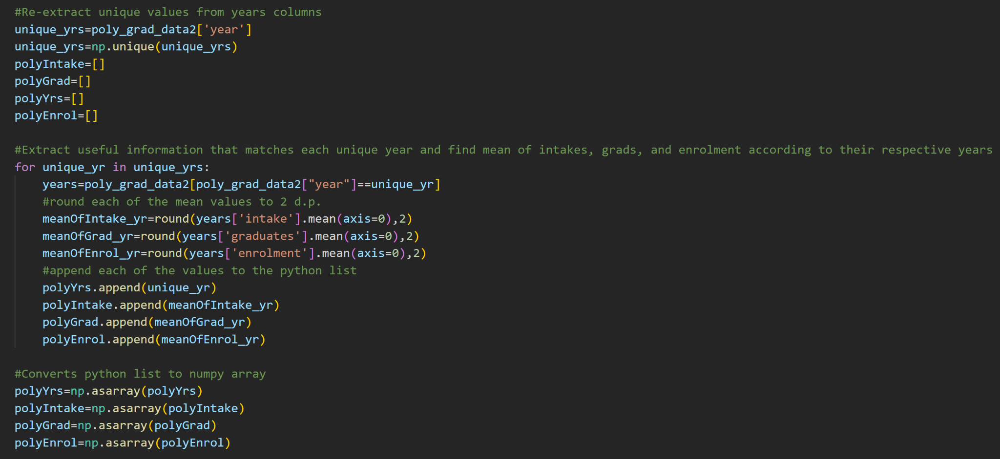 #Re-extract unique values from years columns
unique_yrs=poly_grad_data2['year']
unique_yrs=np.unique(unique_yrs)
polyIntake=[]
polyGrad=[]
polyYrs=[]
polyEnrol=[]

#Extract useful information that matches each unique year and find mean of intakes, grads, and enrolment according to their respective years
for unique_yr in unique_yrs:
    years=poly_grad_data2[poly_grad_data2["year"]==unique_yr]
    #round each of the mean values to 2 d.p.
    meanOfIntake_yr=round(years['intake'].mean(axis=0),2)
    meanOfGrad_yr=round(years['graduates'].mean(axis=0),2)
    meanOfEnrol_yr=round(years['enrolment'].mean(axis=0),2)
    #append each of the values to the python list
    polyYrs.append(unique_yr)
    polyIntake.append(meanOfIntake_yr)
    polyGrad.append(meanOfGrad_yr)
    polyEnrol.append(meanOfEnrol_yr)

#Converts python list to numpy array
polyYrs=np.asarray(polyYrs)
polyIntake=np.asarray(polyIntake)
polyGrad=np.asarray(polyGrad)
polyEnrol=np.asarray(polyEnrol)